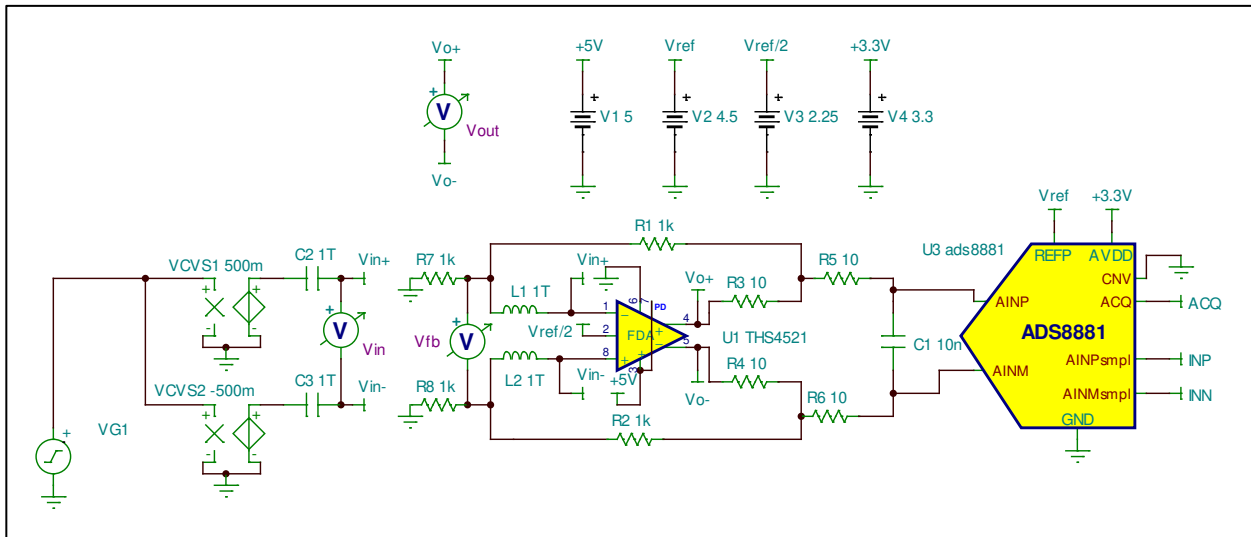 Vo+
+5V
Vref
Vref/2
+3.3V
V
Vout
+
V1 5
+
V2 4.5
+
V3 2.25
+
V4 3.3
Vo-
Vref
+3.3V
R1 1k
U3 ads8881
REFP
AVDD
CNV
ACQ
ACQ
VCVS1 500m
C2 1T
Vin+
R7 1k
Vin+
L1 1T
Vo+
R5 10
R3 10
AINP
ADS8881
V
Vin
V
Vfb
Vref/2
1
2
8
6
7
PD
FDA
4
5
3
U1 THS4521
C1 10n
AINM
AINPsmpl
INP
AINMsmpl
INN
GND
L2 1T
Vin-
+5V
Vo-
R4 10
VCVS2 -500m
C3 1T
Vin-
R8 1k
R6 10
R2 1k
VG1